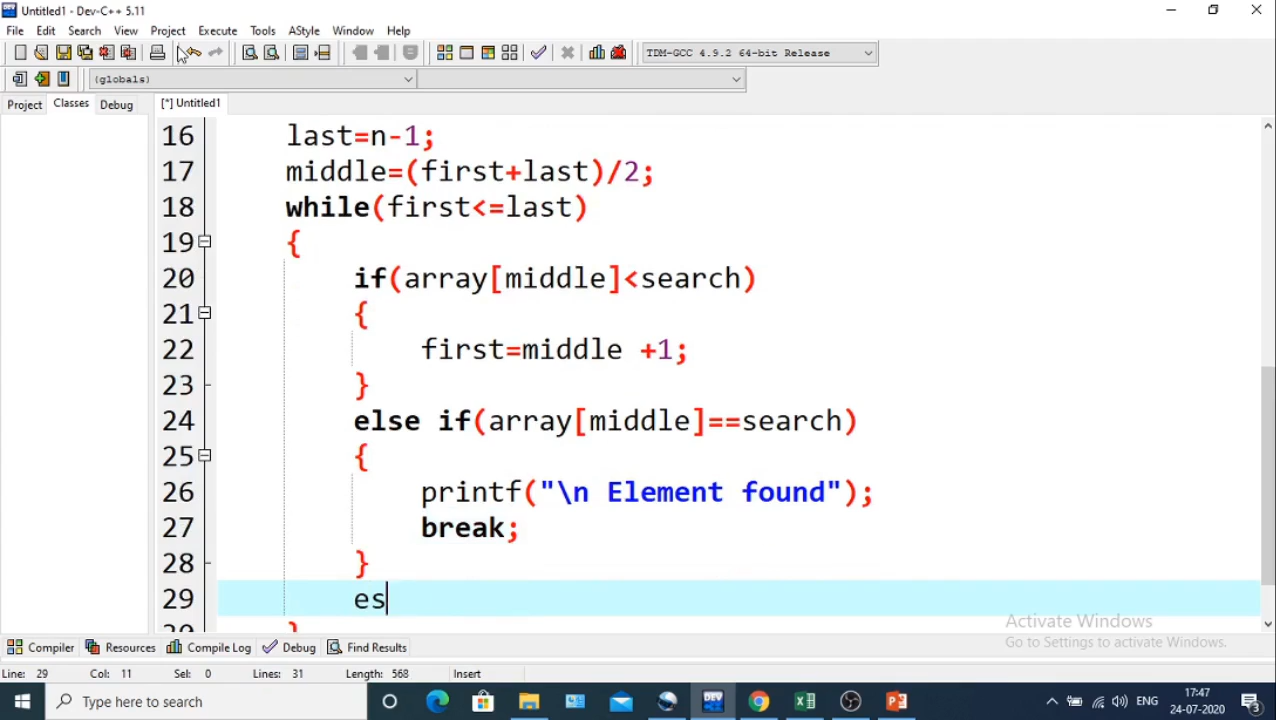 Untitled1 - Dev-C++ 5.11
File Edit Search View Project Execute Tools AStyle Window Help
TDM-GCC 4.9.2 64-bit Release
(globals)
Project Classes Debug [*] Untitled1
16 last=n-1;
17 middle=(first+last)/2;
18 while(first<=last)
19 {
20 if(array[middle]<search)
21 {
22 first=middle +1;
23 }
24 else if(array[middle]==search)
25 {
26 printf("\n Element found");
27 break;
28 }
29 es
Activate Windows
Go to Settings to activate Windows.
Compiler Resources Compile Log Debug Find Results
Line: 29 Col: 11 Sel: 0 Lines: 31 Length: 568 Insert
Type here to search
DEV
ENG
17:47
24-07-2020
3